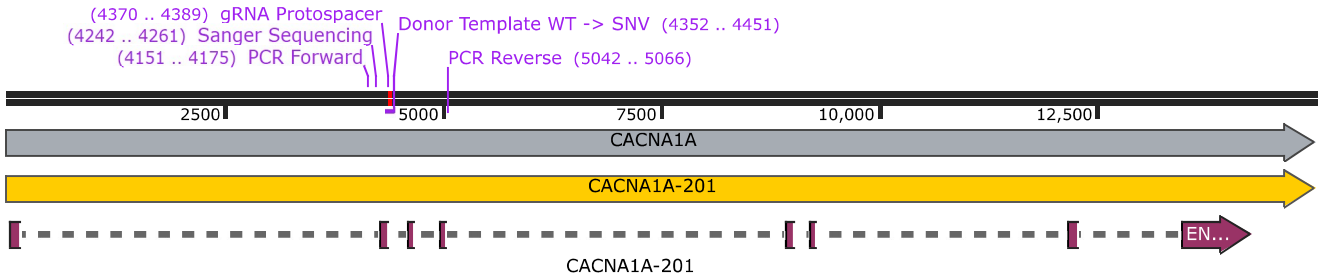 (4370 .. 4389) gRNA Protospacer
Donor Template WT -> SNV (4352 .. 4451)
(4242 .. 4261) Sanger Sequencing
(4151 .. 4175) PCR Forward
PCR Reverse (5042 .. 5066)
2500 5000 7500 10,000 12,500
CACNA1A
CACNA1A-201
EN...
CACNA1A-201